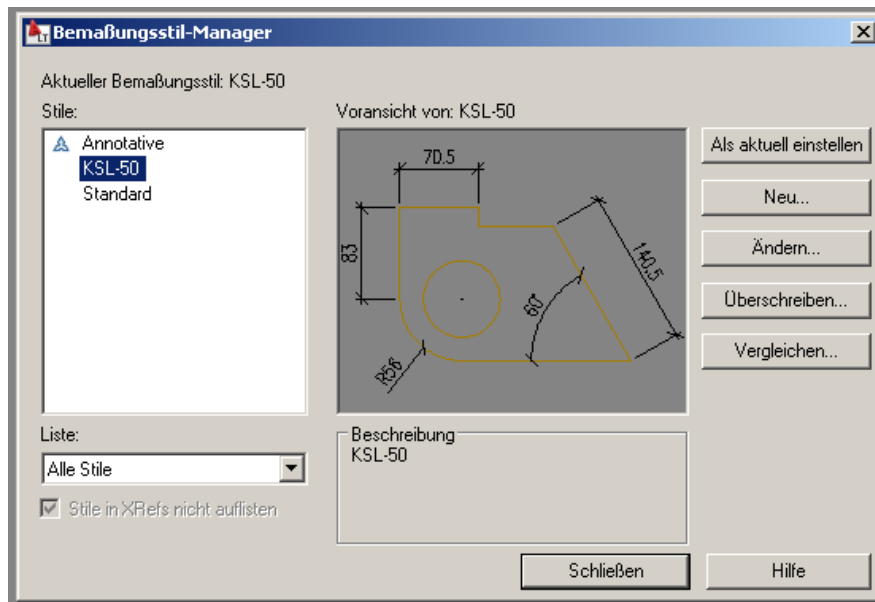 Bemaßungsstil-Manager
Aktueller Bemaßungsstil: KSL-50
Stile:
Annotative
KSL-50
Standard
Voransicht von: KSL-50
70.5
83
140.5
60°
R56
Als aktuell einstellen
Neu...
Ändern...
Überschreiben...
Vergleichen...
Liste:
Alle Stile
Stile in XRefs nicht auflisten
Beschreibung
KSL-50
Schließen
Hilfe
LT